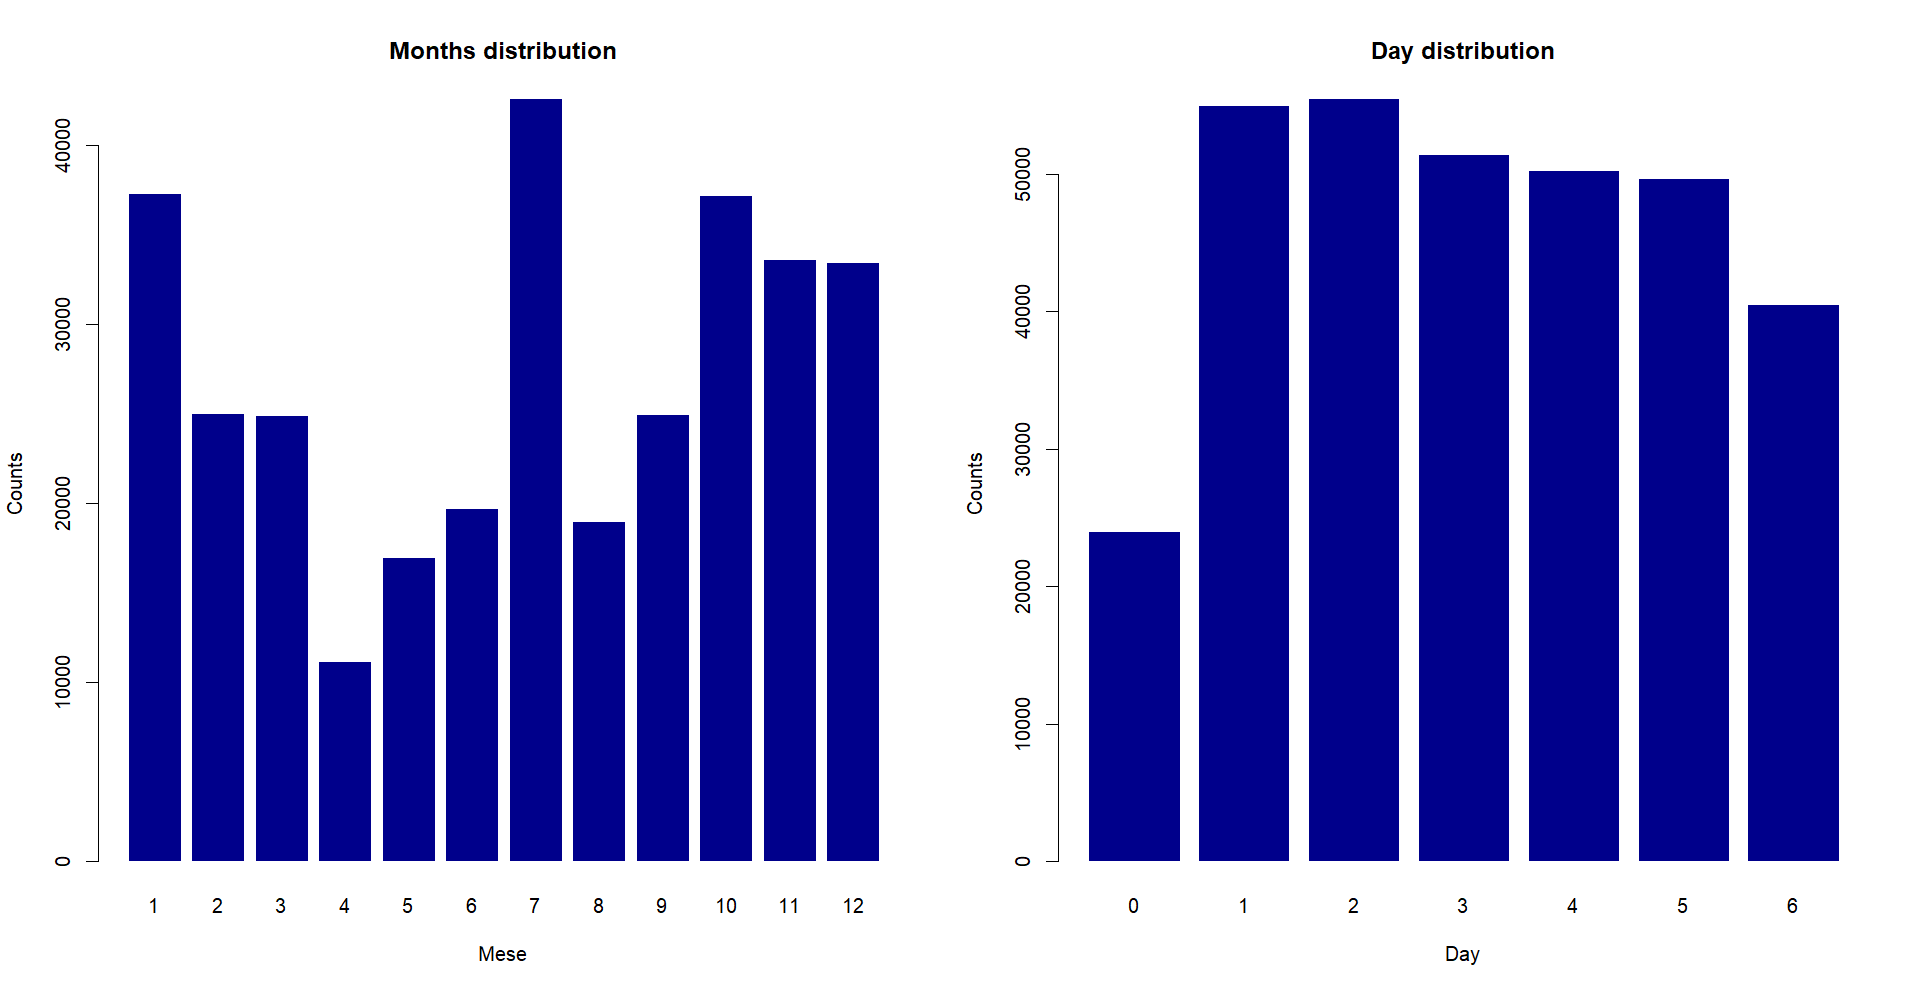 Months distribution
Counts
40000
30000
20000
10000
0
1 2 3 4 5 6 7 8 9 10 11 12
Mese
Day distribution
Counts
50000
40000
30000
20000
10000
0
0 1 2 3 4 5 6
Day